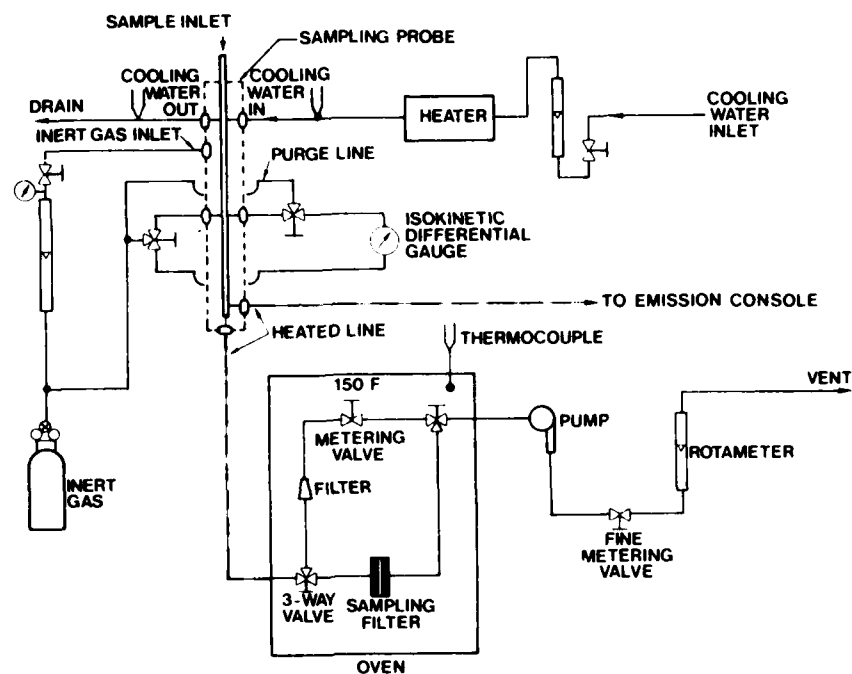 SAMPLE INLET
SAMPLING PROBE
COOLING
WATER
OUT
COOLING
WATER
IN
DRAIN
HEATER
COOLING
WATER
INLET
INERT GAS INLET
PURGE LINE
ISOKINETIC
DIFFERENTIAL
GAUGE
TO EMISSION CONSOLE
HEATED LINE
THERMOCOUPLE
150 F
VENT
METERING
VALVE
PUMP
ROTAMETER
FILTER
INERT
GAS
FINE
METERING
VALVE
3-WAY
VALVE
SAMPLING
FILTER
OVEN